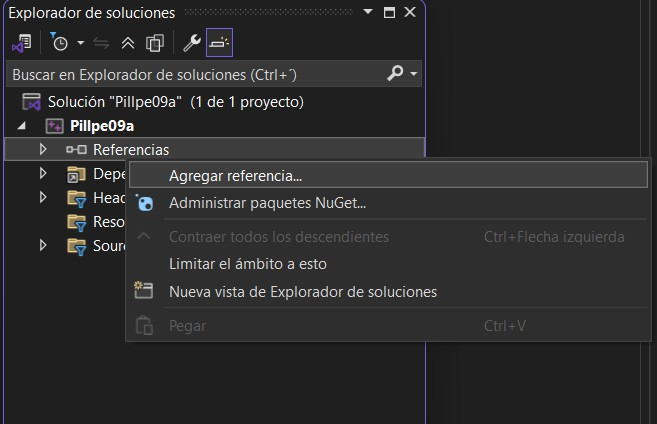 Explorador de soluciones
Buscar en Explorador de soluciones (Ctrl+´)
Solución "Pillpe09a" (1 de 1 proyecto)
Pillpe09a
Referencias
Depe
Head
Reso
Sourc
Agregar referencia...
Administrar paquetes NuGet...
Contraer todos los descendientes Ctrl+Flecha izquierda
Limitar el ámbito a esto
Nueva vista de Explorador de soluciones
Pegar Ctrl+V